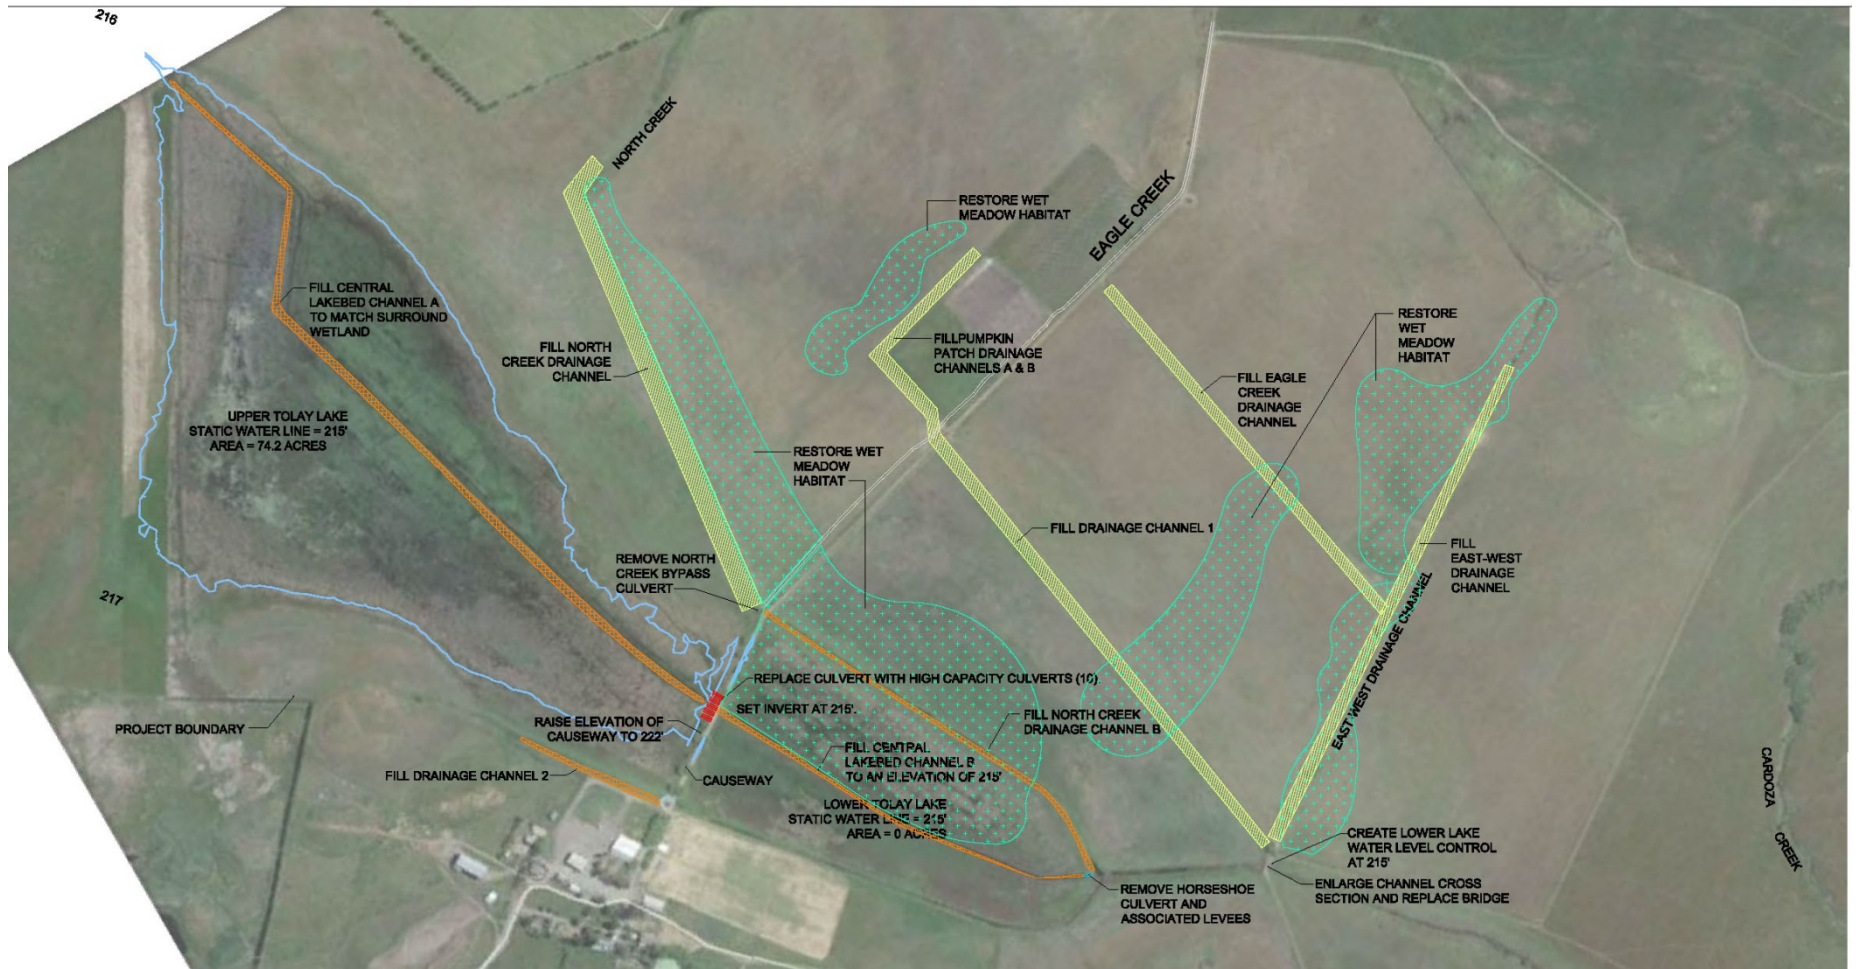 216
NORTH CREEK
RESTORE WET
MEADOW HABITAT
EAGLE CREEK
FILL CENTRAL
LAKEBED CHANNEL A
TO MATCH SURROUND
WETLAND
FILL NORTH
CREEK DRAINAGE
CHANNEL
FILLPUMPKIN
PATCH DRAINAGE
CHANNELS A & B
RESTORE
WET
MEADOW
HABITAT
FILL EAGLE
CREEK
DRAINAGE
CHANNEL
UPPER TOLAY LAKE
STATIC WATER LINE = 215'
AREA = 74.2 ACRES
RESTORE WET
MEADOW
HABITAT
FILL DRAINAGE CHANNEL 1
FILL
EAST-WEST
DRAINAGE
CHANNEL
REMOVE NORTH
CREEK BYPASS
CULVERT
217
EAST WEST DRAINAGE CHANNEL
REPLACE CULVERT WITH HIGH CAPACITY CULVERTS (10).
SET INVERT AT 215'.
PROJECT BOUNDARY
RAISE ELEVATION OF
CAUSEWAY TO 222'
FILL NORTH CREEK
DRAINAGE CHANNEL B
FILL CENTRAL
LAKEBED CHANNEL B
TO AN ELEVATION OF 215'
FILL DRAINAGE CHANNEL 2
CAUSEWAY
LOWER TOLAY LAKE
STATIC WATER LINE = 215'
AREA = 0 ACRES
CARDOZA
CREEK
CREATE LOWER LAKE
WATER LEVEL CONTROL
AT 215'
ENLARGE CHANNEL CROSS
SECTION AND REPLACE BRIDGE
REMOVE HORSESHOE
CULVERT AND
ASSOCIATED LEVEES